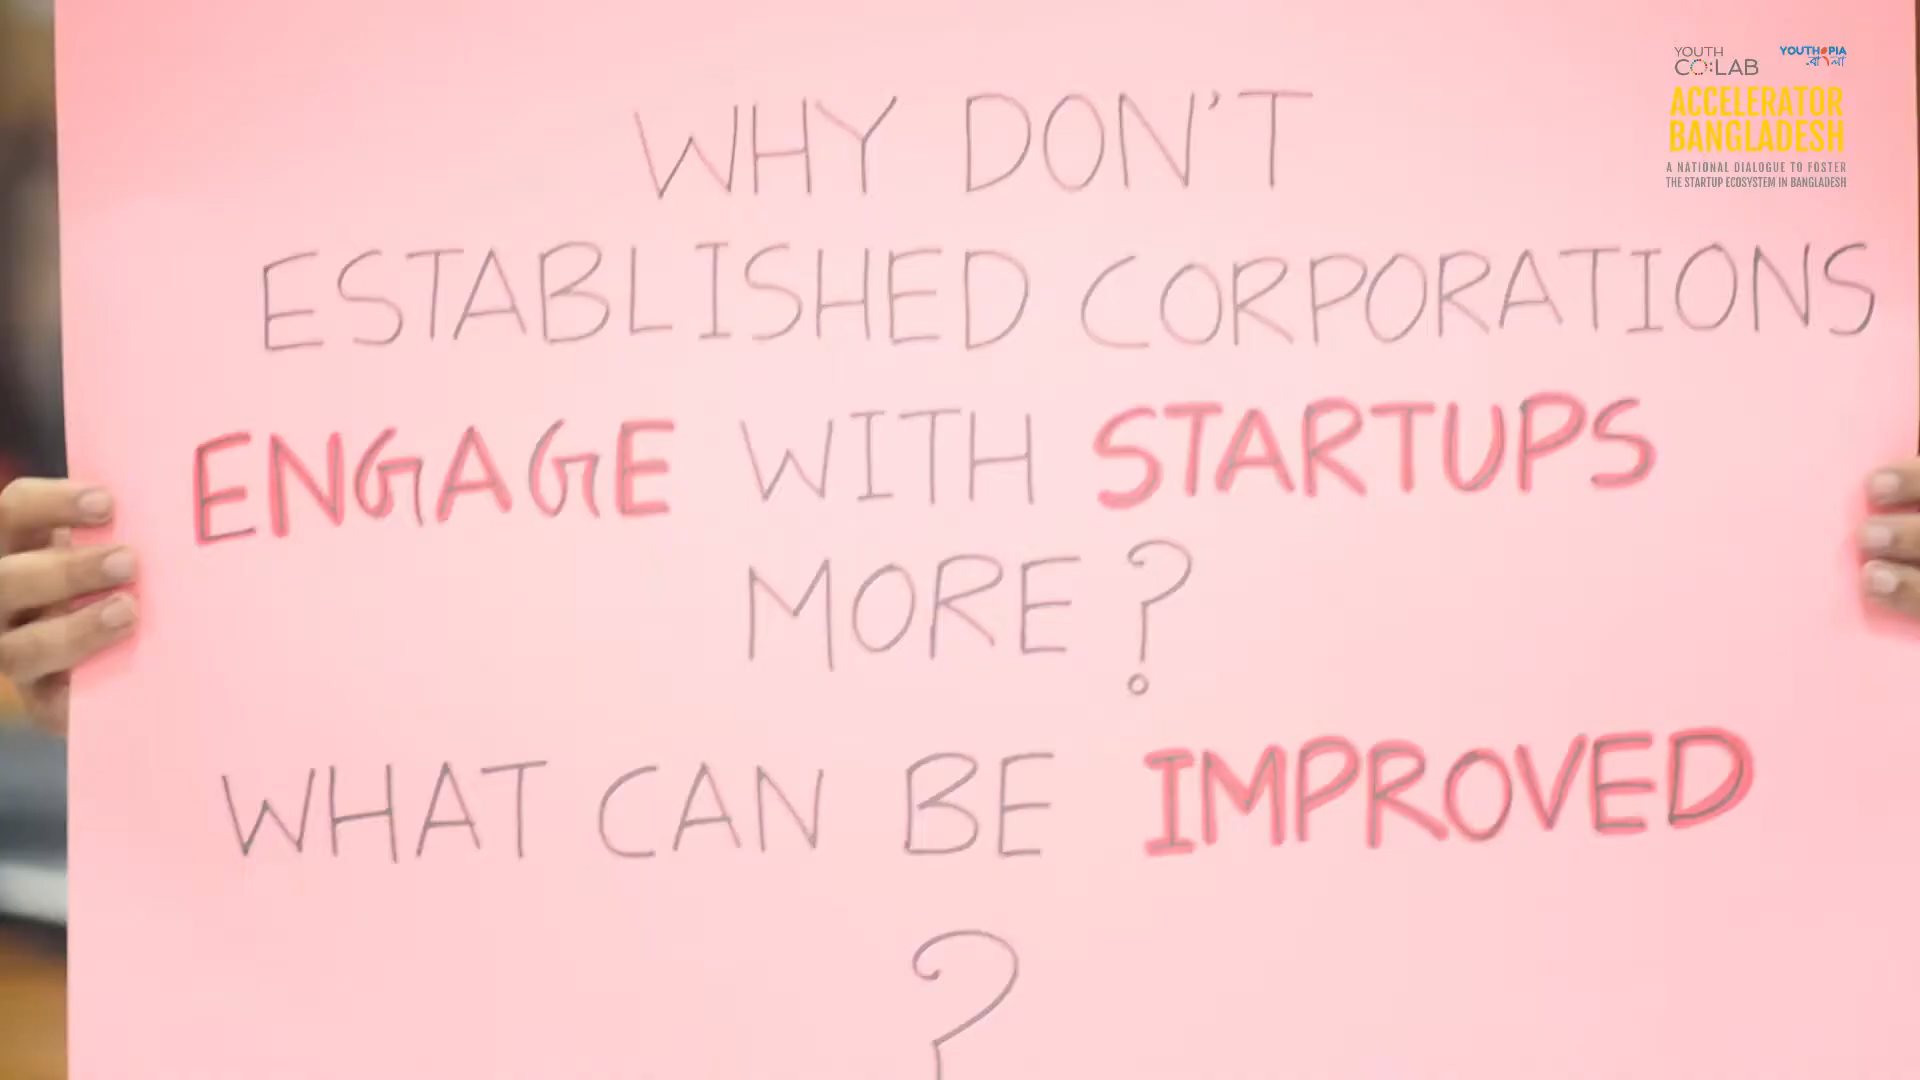 YOUTH
CO:LAB
YOUTHOPIA
বাংলা
ACCELERATOR
BANGLADESH
A NATIONAL DIALOGUE TO FOSTER
THE STARTUP ECOSYSTEM IN BANGLADESH
WHY DON'T
ESTABLISHED CORPORATIONS
ENGAGE WITH STARTUPS
MORE?
WHAT CAN BE IMPROVED
?